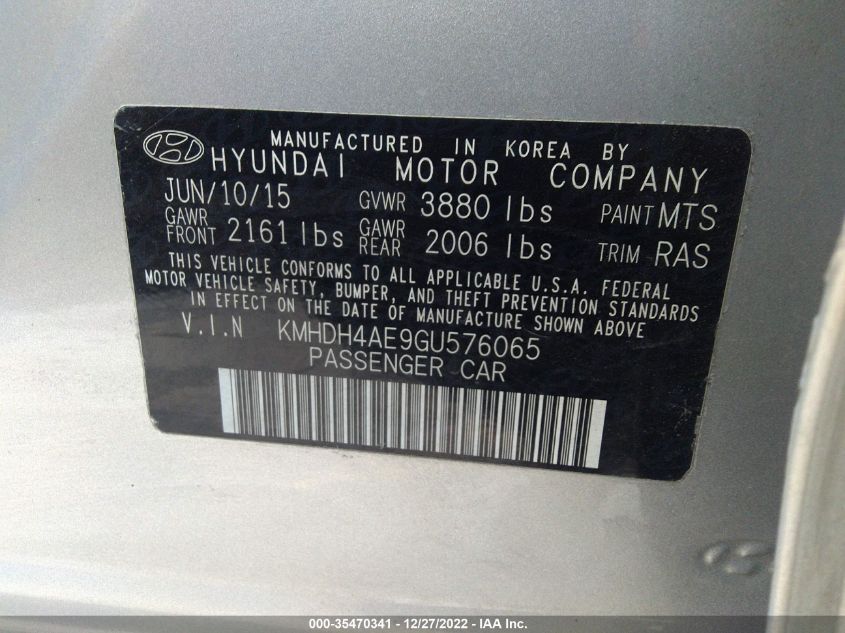 MANUFACTURED IN KOREA BY
HYUNDAI MOTOR COMPANY
JUN/10/15 GVWR 3880 lbs PAINT MTS
GAWR FRONT 2161 lbs GAWR REAR 2006 lbs TRIM RAS
THIS VEHICLE CONFORMS TO ALL APPLICABLE U.S.A. FEDERAL
MOTOR VEHICLE SAFETY, BUMPER, AND THEFT PREVENTION STANDARDS
IN EFFECT ON THE DATE OF MANUFACTURE SHOWN ABOVE
V.I.N KMHDH4AE9GU576065
PASSENGER CAR
000-35470341 - 12/27/2022 - IAA Inc.